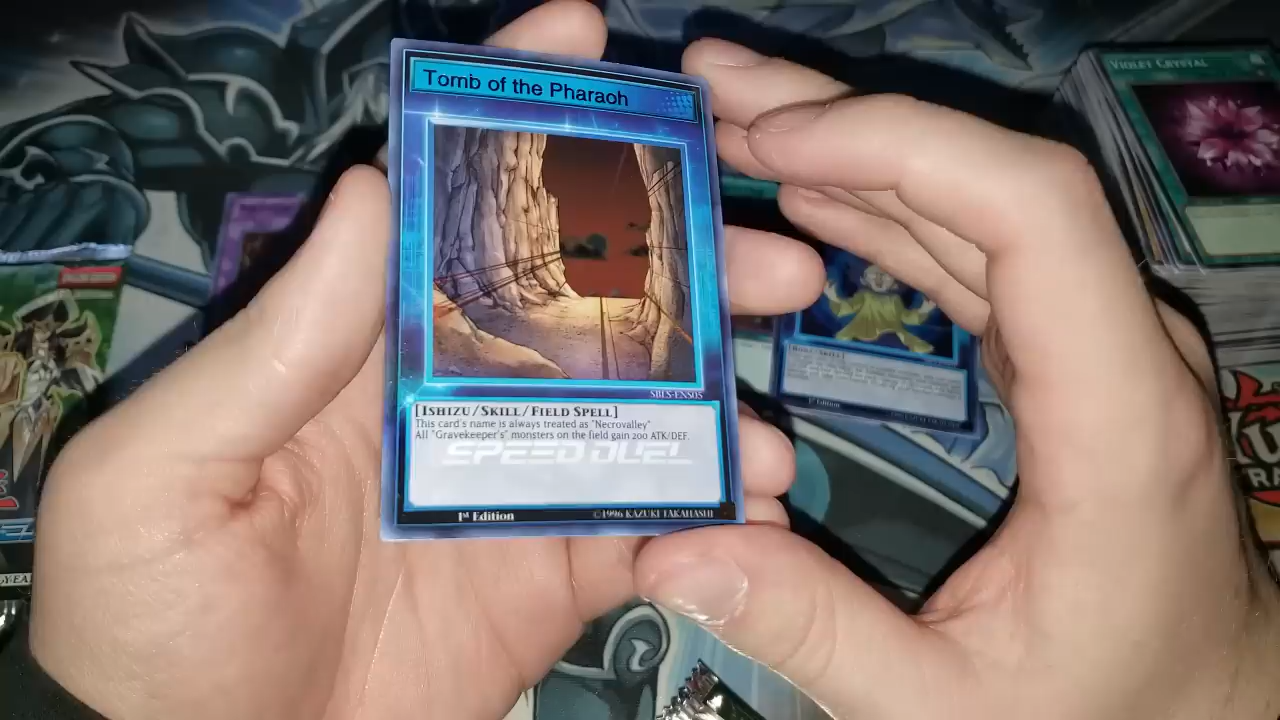 Tomb of the Pharaoh
SBLS-ENS05
[ISHIZU/SKILL/FIELD SPELL]
This card's name is always treated as "Necrovalley"
All "Gravekeeper's" monsters on the field gain 200 ATK/DEF.
SPEED DUEL
1st Edition
©1996 KAZUKI TAKAHASHI
VIOLET CRYSTAL
1st Edition